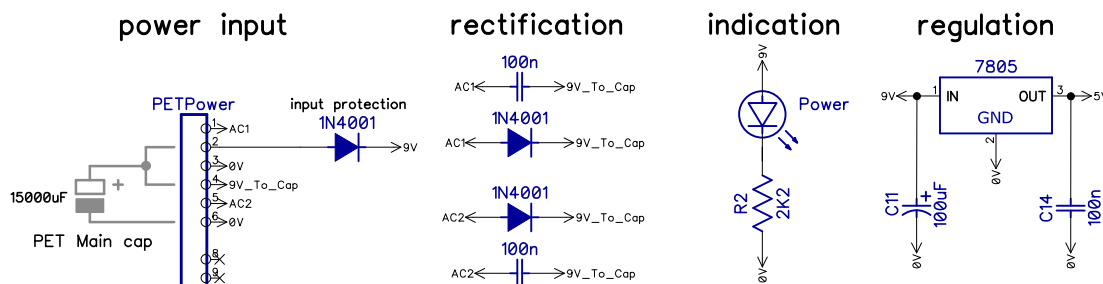 power input
PETPower
1
AC1
2
3
0V
4
9V_To_Cap
5
AC2
6
0V
8
9
+
15000uF
PET Main cap
input protection
1N4001
9V
rectification
100n
AC1
9V_To_Cap
1N4001
AC1
9V_To_Cap
1N4001
AC2
9V_To_Cap
100n
AC2
9V_To_Cap
indication
9V
Power
R2
2K2
0V
regulation
7805
9V
1
IN
OUT
3
5V
GND
2
0V
C11
+
100uF
0V
C14
100n
0V